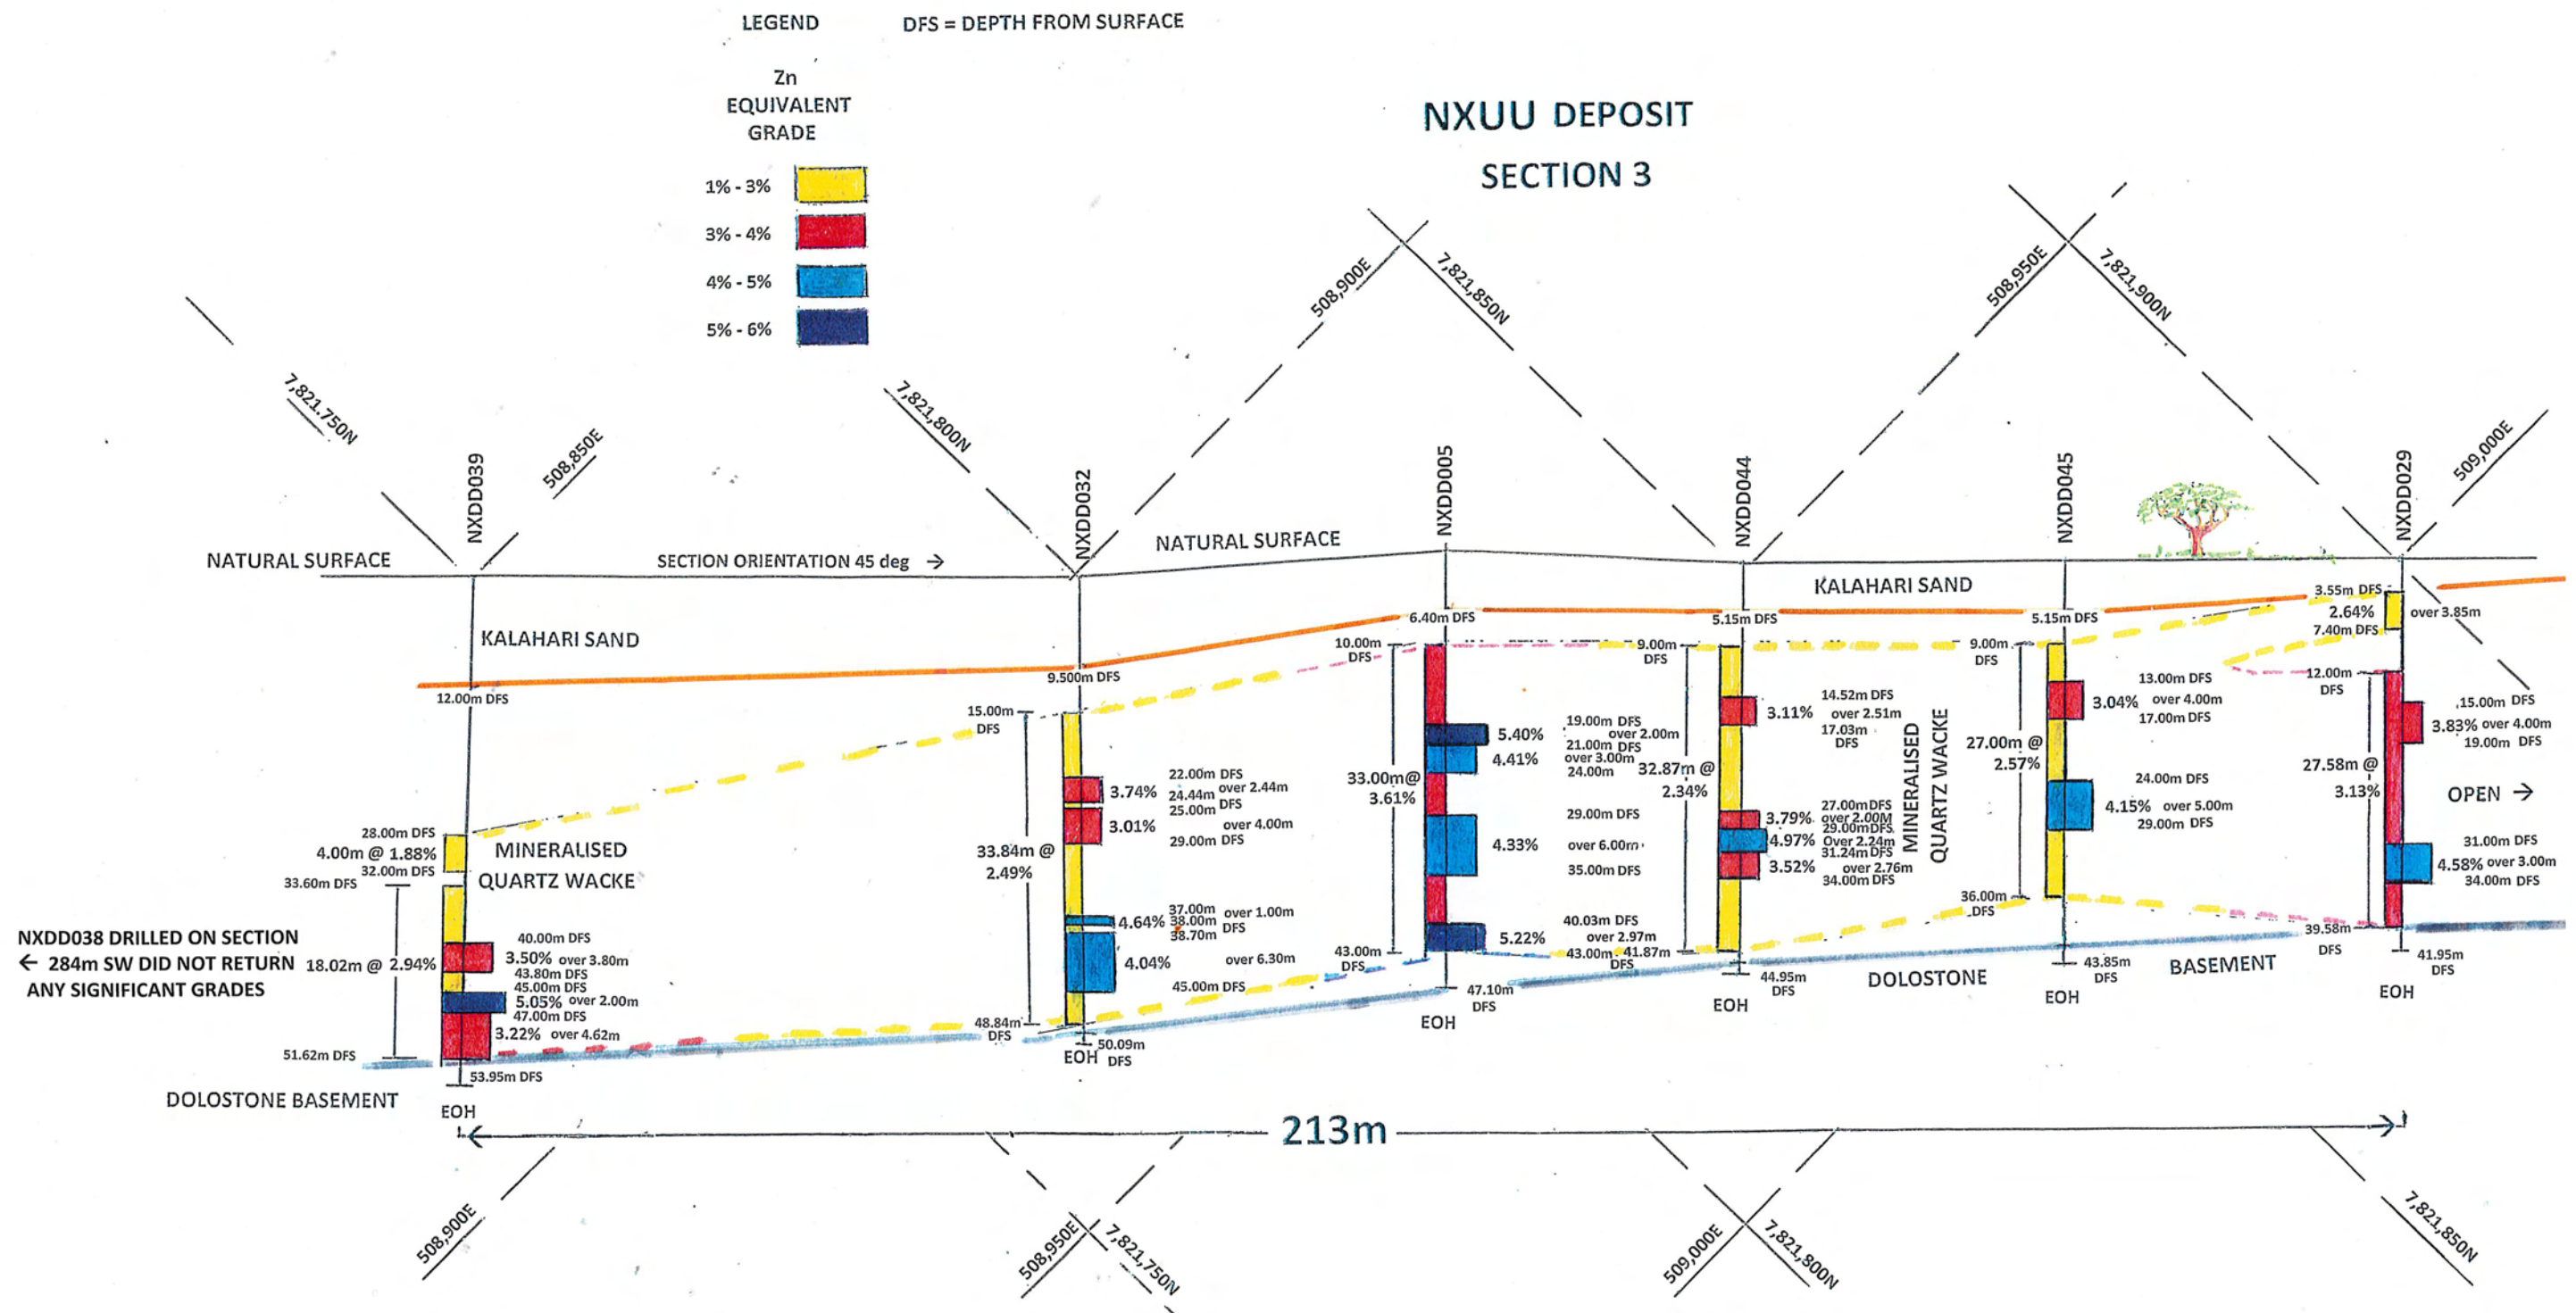 LEGEND
DFS = DEPTH FROM SURFACE
Zn
EQUIVALENT
GRADE
1% - 3%
3% - 4%
4% - 5%
5% - 6%
NXUU DEPOSIT
SECTION 3
7,821.750N
508,850E
7,821,800N
508,900E
7,821,850N
508,950E
7,821,900N
509,000E
NXDD039
NXDD032
NXDD005
NXDD044
NXDD045
NXDD029
NATURAL SURFACE
SECTION ORIENTATION 45 deg →
NATURAL SURFACE
KALAHARI SAND
KALAHARI SAND
12.00m DFS
28.00m DFS
4.00m @ 1.88%
32.00m DFS
33.60m DFS
MINERALISED
QUARTZ WACKE
NXDD038 DRILLED ON SECTION
← 284m SW DID NOT RETURN
ANY SIGNIFICANT GRADES
18.02m @ 2.94%
40.00m DFS
3.50% over 3.80m
43.80m DFS
45.00m DFS
5.05% over 2.00m
47.00m DFS
3.22% over 4.62m
51.62m DFS
53.95m DFS
DOLOSTONE BASEMENT
EOH
9.500m DFS
15.00m
DFS
22.00m DFS
3.74% over 2.44m
24.44m DFS
25.00m
3.01% over 4.00m
29.00m DFS
33.84m @
2.49%
37.00m
4.64% over 1.00m
38.00m DFS
38.70m
4.04% over 6.30m
45.00m DFS
48.84m
DFS
50.09m
DFS
EOH
6.40m DFS
10.00m
DFS
19.00m DFS
5.40% over 2.00m
21.00m DFS
4.41% over 3.00m
24.00m
33.00m@
3.61%
29.00m DFS
4.33% over 6.00m
35.00m DFS
40.03m DFS
5.22% over 2.97m
43.00m
DFS
43.00m
47.10m
DFS
EOH
5.15m DFS
9.00m
DFS
14.52m DFS
3.11% over 2.51m
17.03m
DFS
32.87m @
2.34%
27.00mDFS
3.79% over 2.00M
29.00mDFS
4.97% Over 2.24m
31.24mDFS
3.52% over 2.76m
34.00m DFS
41.87m
DFS
44.95m
DFS
EOH
MINERALISED
QUARTZ WACKE
5.15m DFS
9.00m
DFS
13.00m DFS
3.04% over 4.00m
17.00m DFS
27.00m @
2.57%
24.00m DFS
4.15% over 5.00m
29.00m DFS
36.00m
DFS
43.85m
DFS
EOH
DOLOSTONE
BASEMENT
3.55m DFS
2.64% over 3.85m
7.40m DFS
12.00m
DFS
15.00m DFS
3.83% over 4.00m
19.00m DFS
27.58m @
3.13%
OPEN →
31.00m DFS
4.58% over 3.00m
34.00m DFS
39.58m
DFS
41.95m
DFS
EOH
213m
508,900E
508,950E
7,821,750N
509,000E
7,821,800N
7,821,850N